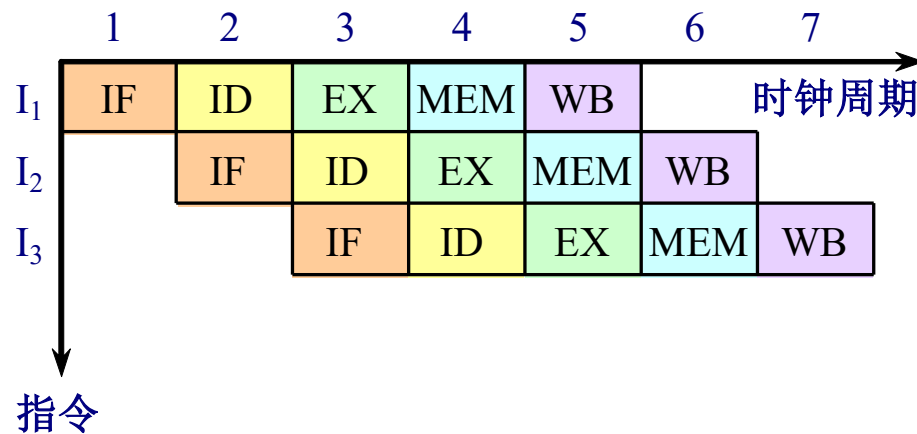 1 2 3 4 5 6 7
时钟周期
I₁ IF ID EX MEM WB
I₂ IF ID EX MEM WB
I₃ IF ID EX MEM WB
指令